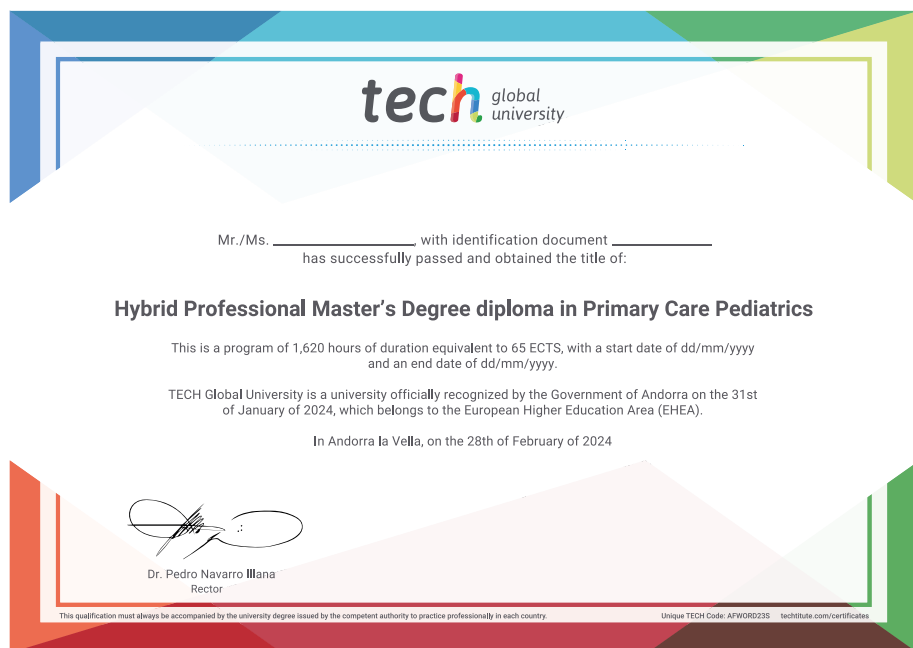 tech global
university
Mr./Ms. ____________, with identification document ____________
has successfully passed and obtained the title of:
Hybrid Professional Master's Degree diploma in Primary Care Pediatrics
This is a program of 1,620 hours of duration equivalent to 65 ECTS, with a start date of dd/mm/yyyy
and an end date of dd/mm/yyyy.
TECH Global University is a university officially recognized by the Government of Andorra on the 31st
of January of 2024, which belongs to the European Higher Education Area (EHEA).
In Andorra la Vella, on the 28th of February of 2024
Dr. Pedro Navarro Illana
Rector
This qualification must always be accompanied by the university degree issued by the competent authority to practice professionally in each country.
Unique TECH Code: AFWORD23S techtitute.com/certificates